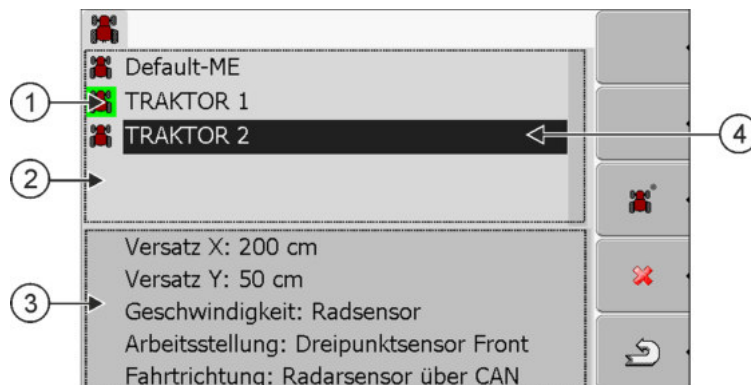 Default-ME
1
TRAKTOR 1
TRAKTOR 2
4
2
Versatz X: 200 cm
Versatz Y: 50 cm
Geschwindigkeit: Radsensor
3
Arbeitsstellung: Dreipunktsensor Front
Fahrtrichtung: Radarsensor über CAN